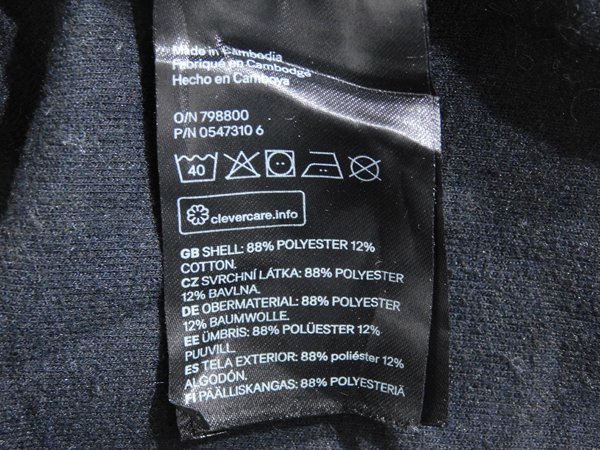 Made in Cambodia
Fabriqué en Cambodge
Hecho en Camboya
O/N 798800
P/N 0547310 6
40
clevercare.info
GB SHELL: 88% POLYESTER 12%
COTTON.
CZ SVRCHNÍ LÁTKA: 88% POLYESTER
12% BAVLNA.
DE OBERMATERIAL: 88% POLYESTER
12% BAUMWOLLE.
EE ÜMBRIS: 88% POLÜESTER 12%
PUUVILL.
ES TELA EXTERIOR: 88% poliéster 12%
ALGODÓN.
FI PÄÄLLISKANGAS: 88% POLYESTERIÄ